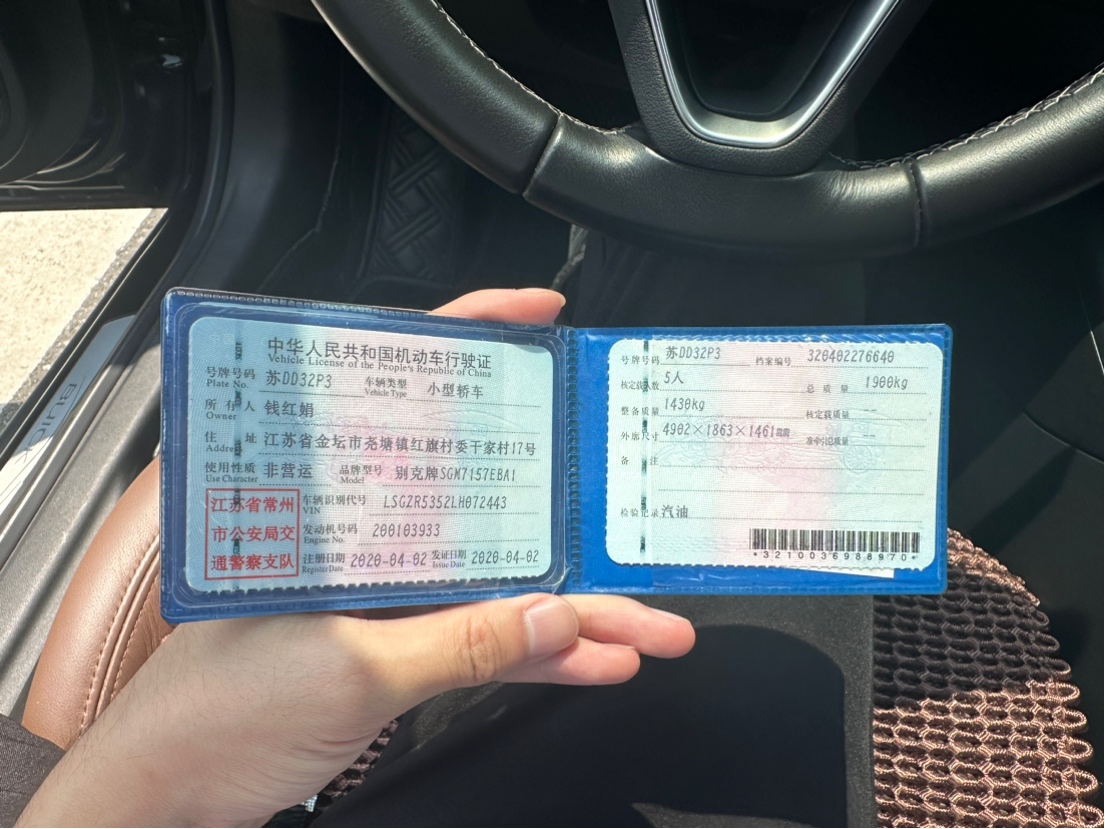 中华人民共和国机动车行驶证
Vehicle License of the People's Republic of China
号牌号码 苏DD32P3 车辆类型 小型轿车
Plate No. Vehicle Type
所有人 钱红娟
Owner
住址 江苏省金坛市尧塘镇红旗村委干家村17号
Address
使用性质 非营运 品牌型号 别克牌SGM7157EBA1
Use Character Model
江苏省常州
市公安局交
通警察支队
车辆识别代号 LSGZR5352LH072443
VIN
发动机号码 200103933
Engine No.
注册日期 2020-04-02 发证日期 2020-04-02
Register Date Issue Date
号牌号码 苏DD32P3 档案编号 320402276640
核定载人数 5人 总质量 1900kg
整备质量 1430kg 核定载质量 --
外廓尺寸 4902×1863×1461mm 准牵引总质量 --
备注
检验记录 汽油
*3210036988970*
BUICK